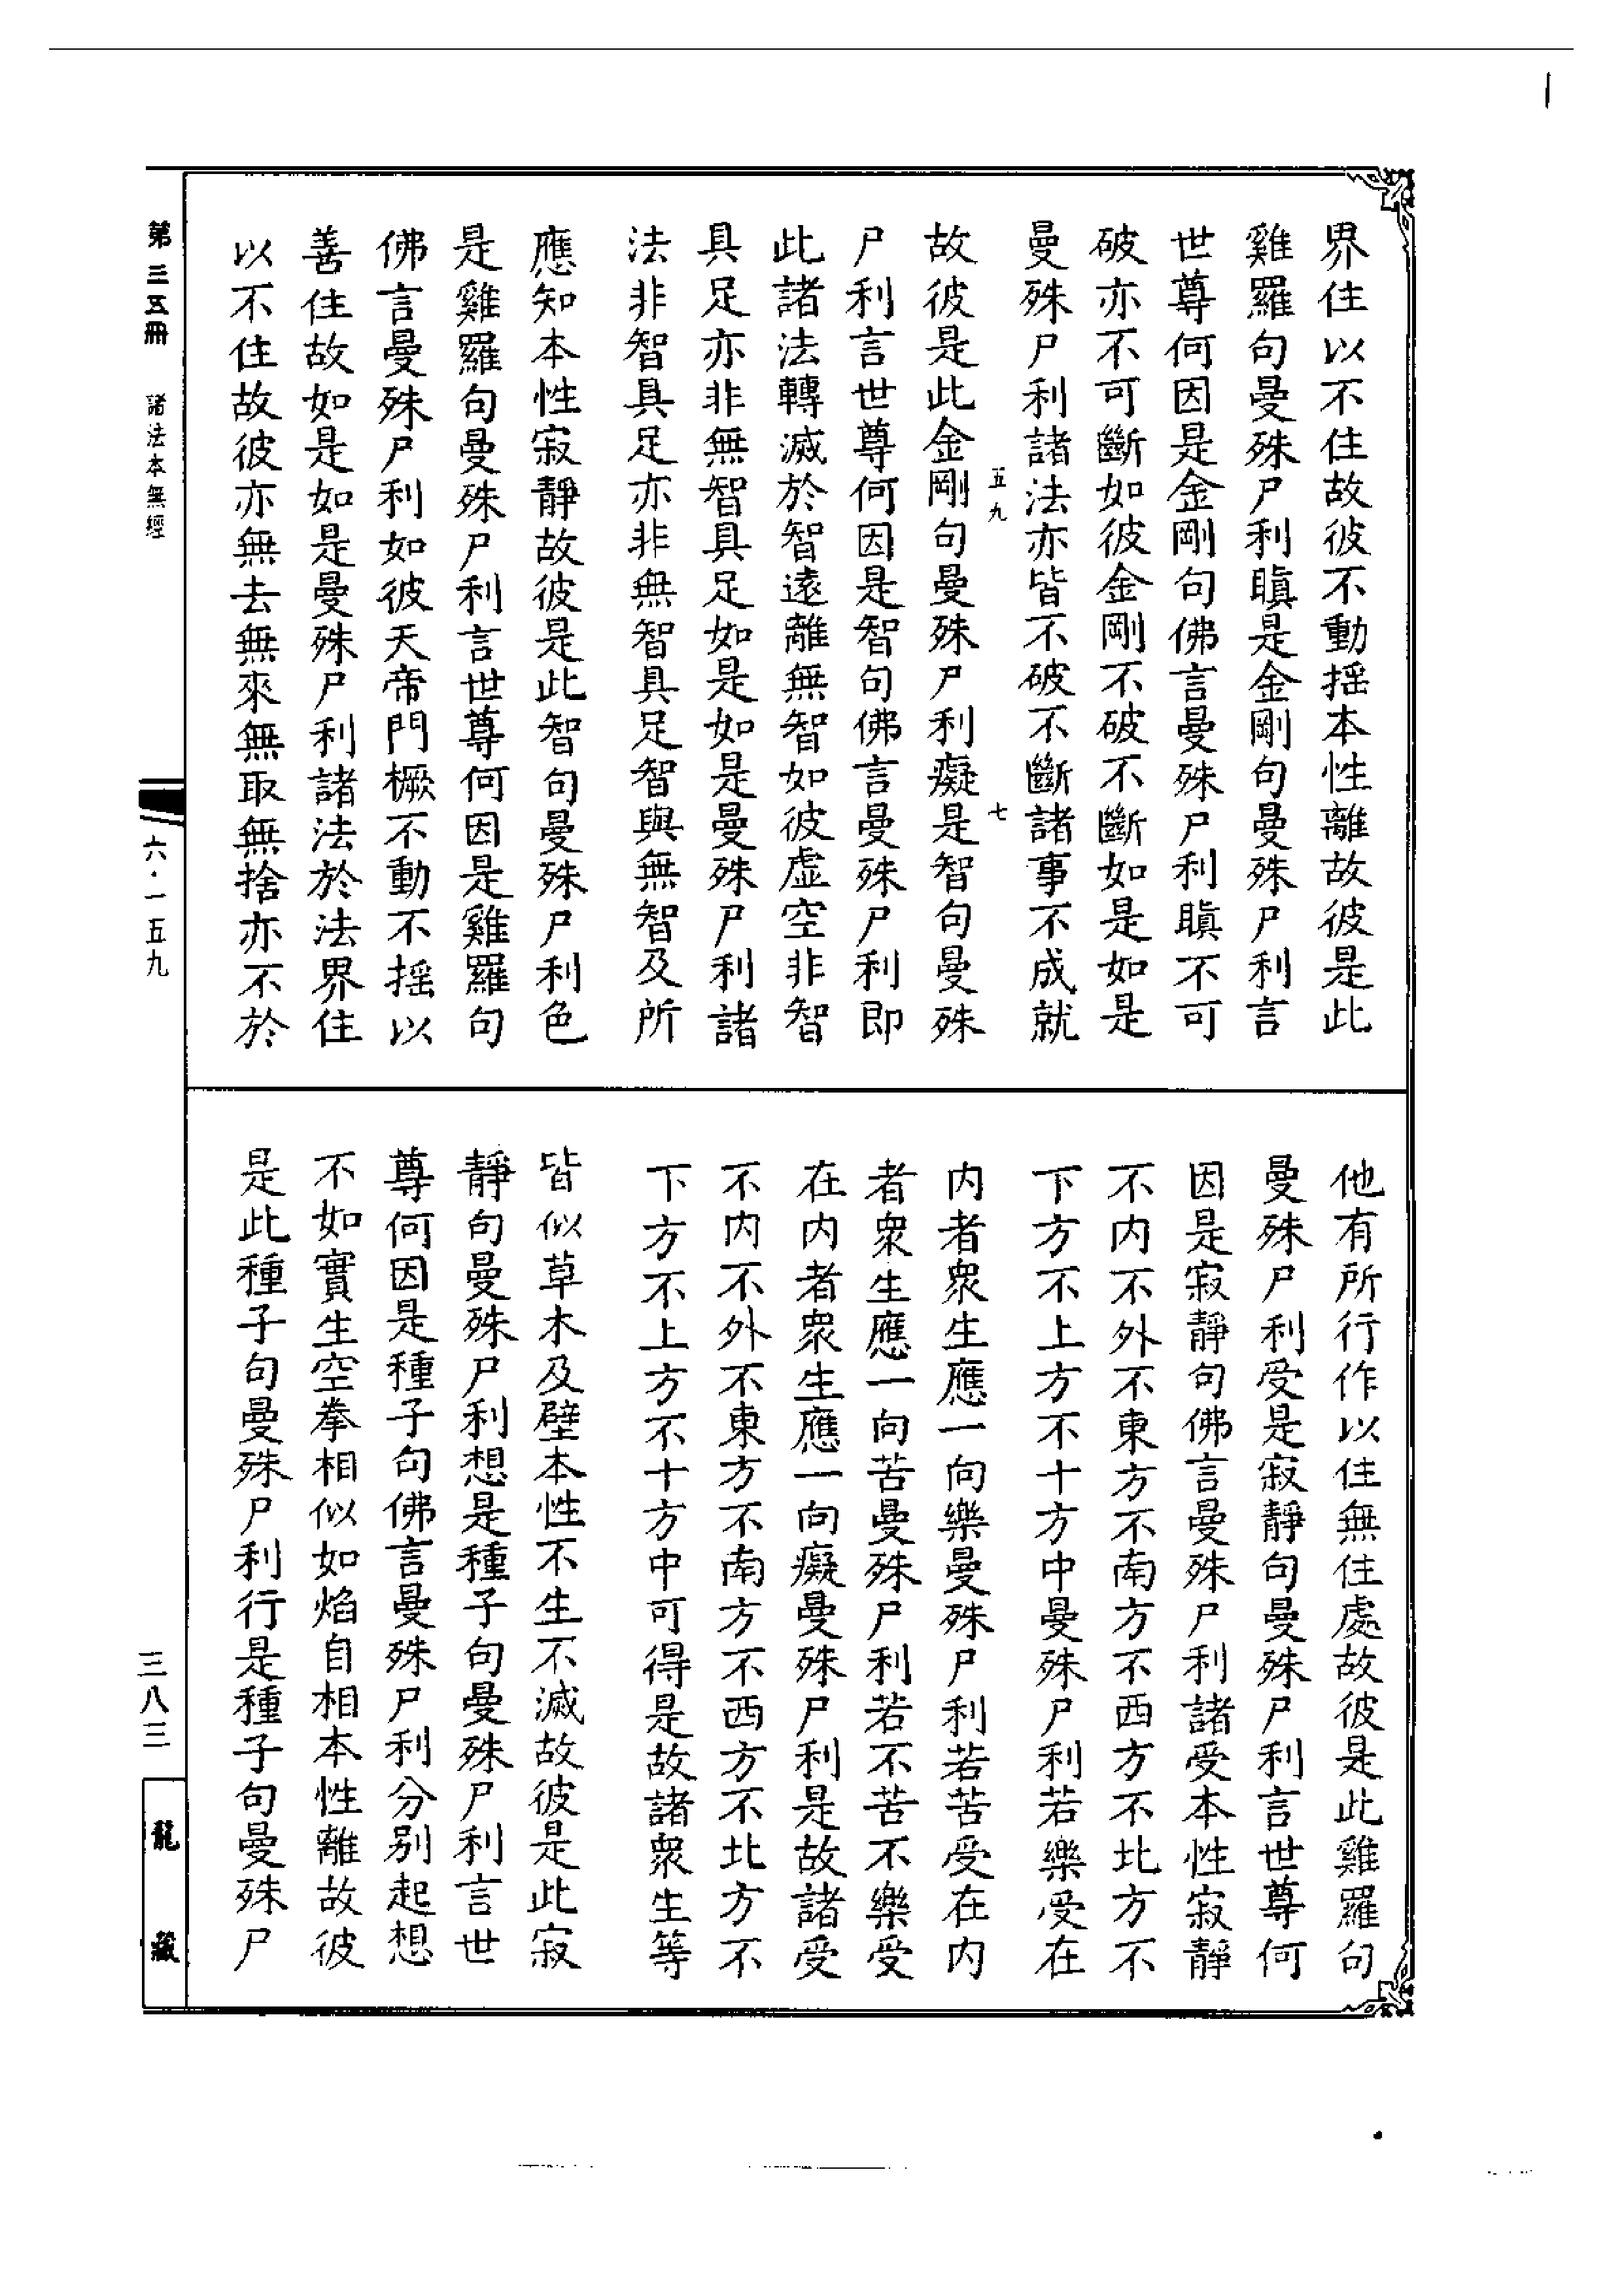 界住以不住故彼不動揺本性離故彼是此
雞羅句曼殊尸利瞋是金剛句曼殊尸利言
世尊何因是金剛句佛言曼殊尸利瞋不可
破亦不可斷如彼金剛不破不斷如是如是
曼殊尸利諸法亦皆不破不斷諸事不成就
五九 七
故彼是此金剛句曼殊尸利癡是智句曼殊
尸利言世尊何因是智句佛言曼殊尸利即
此諸法轉滅於智遠離無智如彼虛空非智
具足亦非無智具足如是如是曼殊尸利諸
法非智具足亦非無智具足智與無智及所
應知本性寂靜故彼是此智句曼殊尸利色
是雞羅句曼殊尸利言世尊何因是雞羅句
佛言曼殊尸利如彼天帝門橛不動不揺以
善住故如是如是曼殊尸利諸法於法界住
以不住故彼亦無去無來無取無捨亦不於
他有所行作以住無住處故彼是此雞羅句
曼殊尸利受是寂靜句曼殊尸利言世尊何
因是寂靜句佛言曼殊尸利諸受本性寂靜
不内不外不東方不南方不西方不北方不
下方不上方不十方中曼殊尸利若樂受在
内者衆生應一向樂曼殊尸利若苦受在内
者衆生應一向苦曼殊尸利若不苦不樂受
在内者衆生應一向癡曼殊尸利是故諸受
不内不外不東方不南方不西方不北方不
下方不上方不十方中可得是故諸衆生等
皆似草木及壁本性不生不滅故彼是此寂
靜句曼殊尸利想是種子句曼殊尸利言世
尊何因是種子句佛言曼殊尸利分别起想
不如實生空拳相似如焰自相本性離故彼
是此種子句曼殊尸利行是種子句曼殊尸
第三五冊 諸法本無經
六·一五九
三八三
龍藏